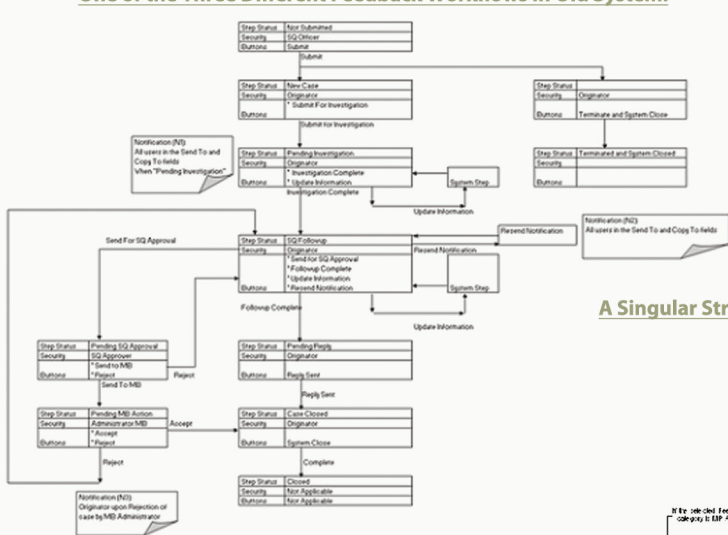 One of the Three Different Feedback Workflows in Old System:
Step Status Not Submitted
Security SQ Officer
Buttons Submit
Submit
Step Status New Case
Security Originator
* Submit For Investigation
Buttons
Submit for Investigation
Step Status
Security Originator
Buttons Terminate and System Close
Step Status Terminated and System Closed
Security
Buttons
Notification (N1):
All users in the Send To and
Copy To fields
When "Pending Investigation"
Step Status Pending Investigation
Security Originator
* Investigation Complete
Buttons * Update Information
Investigation Complete
System Step
Update Information
Send For SQ Approval
Step Status SQ Followup
Security Originator
* Send for SQ Approval
* Followup Complete
* Update Information
Buttons * Resend Notification
Resend Notification
Resend Notification
Notification (N2):
All users in the Send To and Copy To fields
System Step
Update Information
Followup Complete
A Singular Str
Step Status Pending SQ Approval
Security SQ Approver
* Send to MB
Buttons * Reject
Reject
Send To MB
Step Status Pending Reply
Security Originator
Buttons Reply Sent
Reply Sent
Step Status Pending MB Action
Security Administrator MB
* Accept
Buttons * Reject
Accept
Reject
Step Status Case Closed
Security Originator
Buttons System Close
Complete
Step Status Closed
Security Not Applicable
Buttons Not Applicable
Notification (N3):
Originator upon Rejection of
case by MB Administrator
If the selected Fee
category is